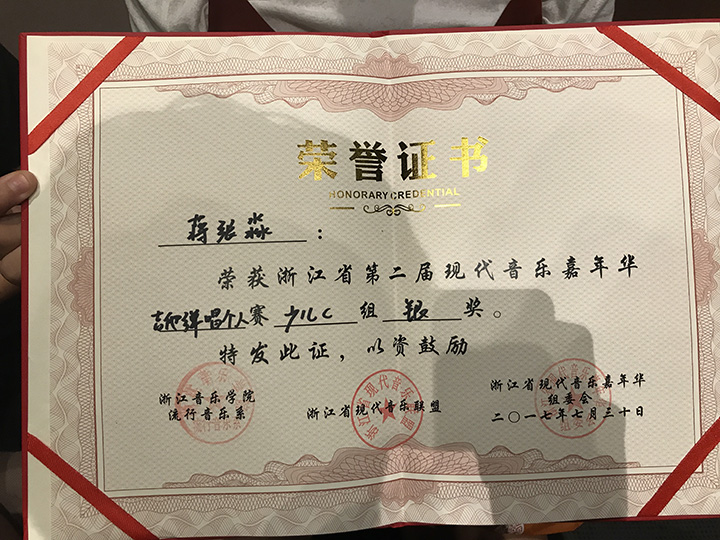 荣誉证书
HONORARY CREDENTIAL
蒋张淼：
荣获浙江省第二届现代音乐嘉年华
吉他弹唱个人赛 少儿C 组 银 奖。
特发此证，以资鼓励
浙江音乐学院
流行音乐系
浙江省现代音乐联盟
浙江省现代音乐嘉年华
组委会
二〇一七年七月三十日